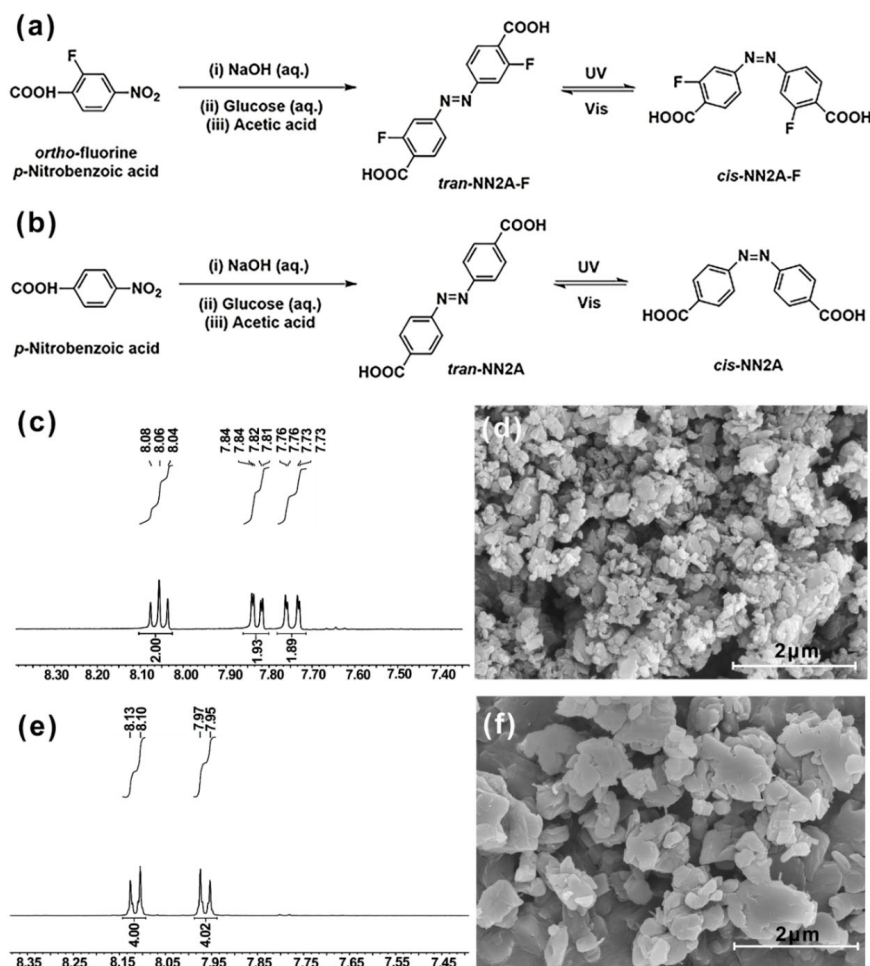 (a)
F
COOH
NO₂
ortho-fluorine
p-Nitrobenzoic acid
(i) NaOH (aq.)
(ii) Glucose (aq.)
(iii) Acetic acid
COOH
F
N=N
F
HOOC
tran-NN2A-F
UV
Vis
N=N
F
HOOC
F
COOH
cis-NN2A-F
(b)
COOH
NO₂
p-Nitrobenzoic acid
(i) NaOH (aq.)
(ii) Glucose (aq.)
(iii) Acetic acid
COOH
N=N
HOOC
tran-NN2A
UV
Vis
N=N
HOOC
COOH
cis-NN2A
(c)
8.08
8.06
8.04
7.84
7.84
7.82
7.81
7.76
7.76
7.73
7.73
2.00
1.93
1.89
8.30 8.20 8.10 8.00 7.90 7.80 7.70 7.60 7.50 7.40
(d)
2μm
(e)
8.13
8.10
7.97
7.95
4.00
4.02
8.35 8.25 8.15 8.05 7.95 7.85 7.75 7.65 7.55 7.45
(f)
2μm